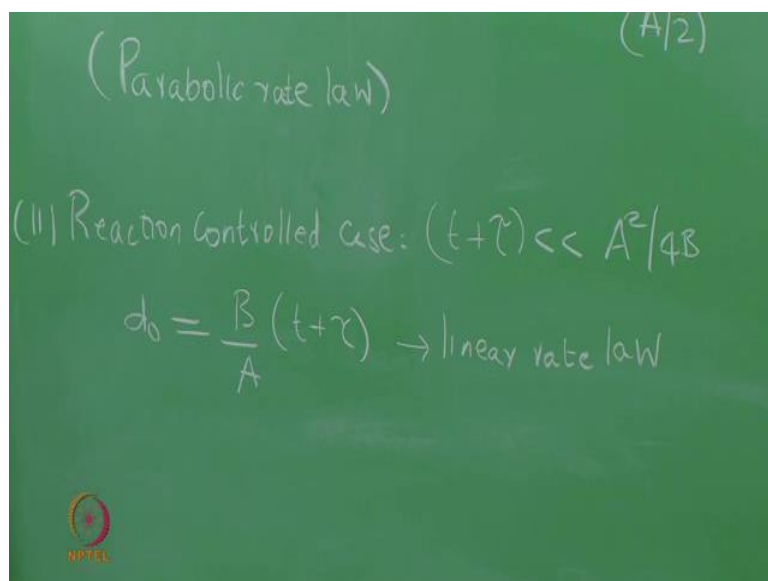 (A/2)
(Parabolic rate law)
(II) Reaction controlled case: (t+τ) << A²/4B
d₀ = B/A (t+τ) → linear rate law
NPTEL